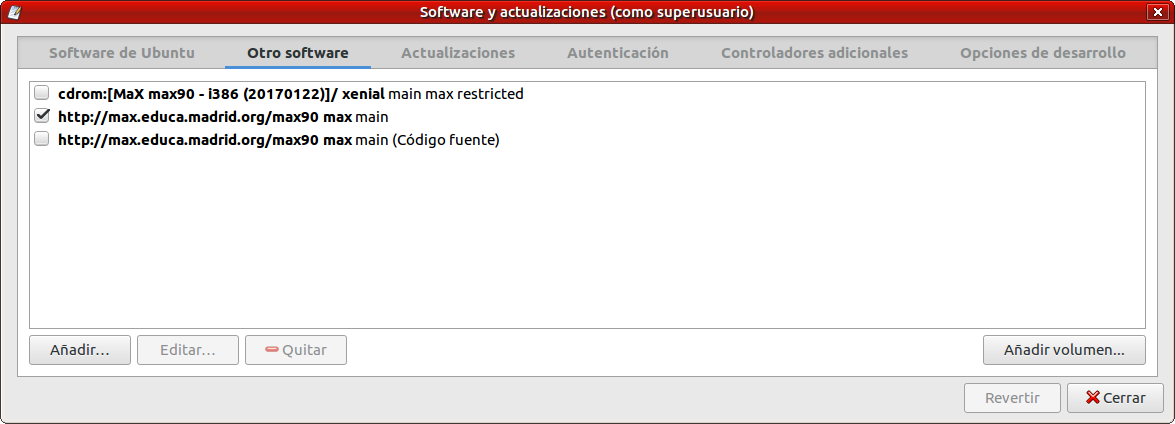 Software y actualizaciones (como superusuario)
Software de Ubuntu Otro software Actualizaciones Autenticación Controladores adicionales Opciones de desarrollo
cdrom:[MaX max90 - i386 (20170122)]/ xenial main max restricted
http://max.educa.madrid.org/max90 max main
http://max.educa.madrid.org/max90 max main (Código fuente)
Añadir... Editar... Quitar Añadir volumen...
Revertir Cerrar